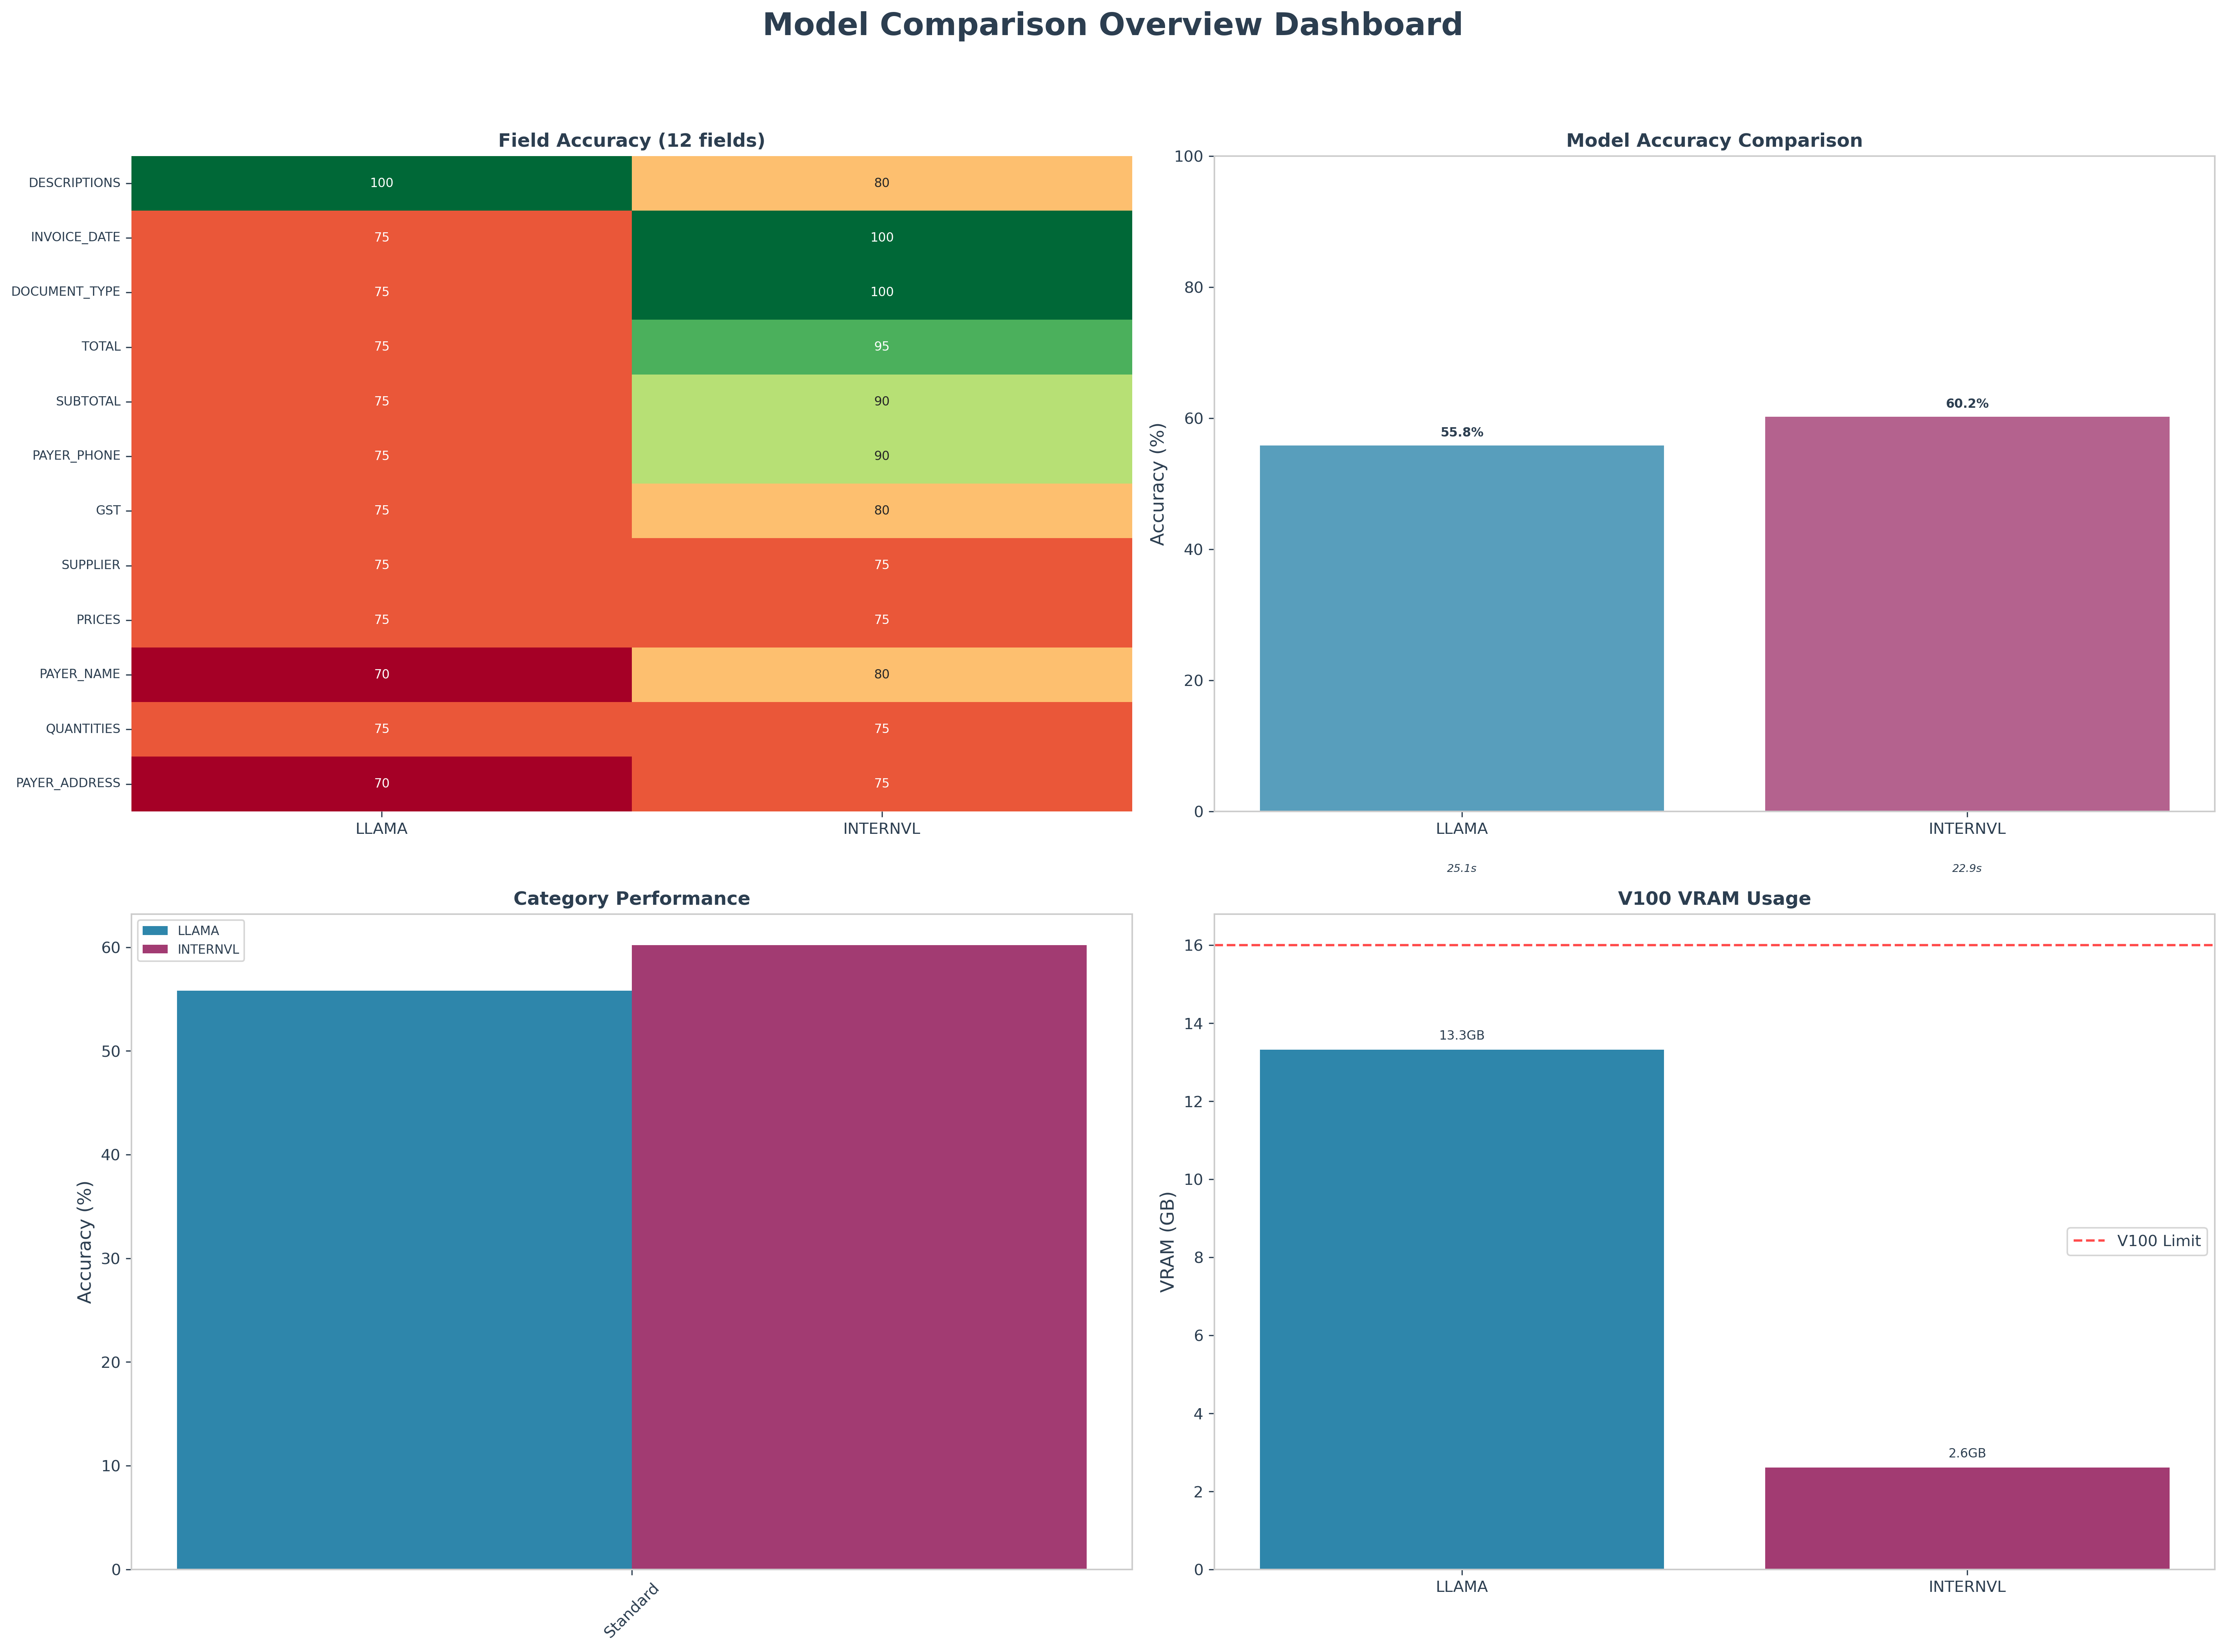 Model Comparison Overview Dashboard
Field Accuracy (12 fields)
DESCRIPTIONS 100 80
INVOICE_DATE 75 100
DOCUMENT_TYPE 75 100
TOTAL 75 95
SUBTOTAL 75 90
PAYER_PHONE 75 90
GST 75 80
SUPPLIER 75 75
PRICES 75 75
PAYER_NAME 70 80
QUANTITIES 75 75
PAYER_ADDRESS 70 75
LLAMA INTERNVL
Model Accuracy Comparison
Accuracy (%)
100
80
60
40
20
0
55.8%
60.2%
LLAMA INTERNVL
25.1s 22.9s
Category Performance
LLAMA
INTERNVL
Accuracy (%)
60
50
40
30
20
10
0
Standard
V100 VRAM Usage
VRAM (GB)
16
14
12
10
8
6
4
2
0
13.3GB
2.6GB
V100 Limit
LLAMA INTERNVL